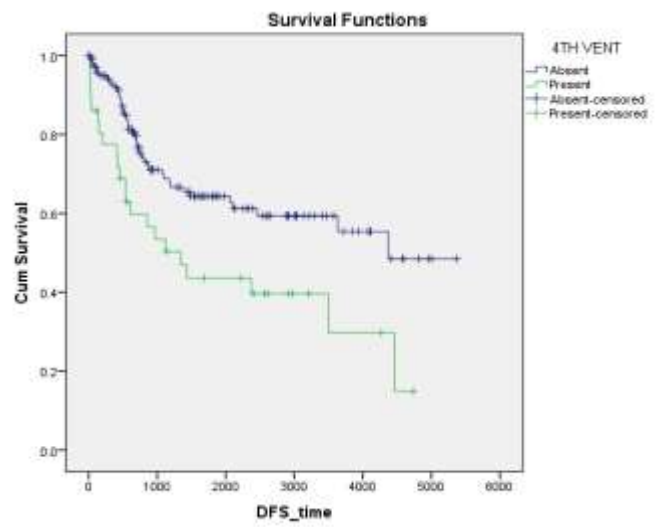 Survival Functions
4TH VENT
Absent
Present
Absent-censored
Present-censored
Cum Survival
1.0
0.8
0.6
0.4
0.2
0.0
0 1000 2000 3000 4000 5000 6000
DFS_time